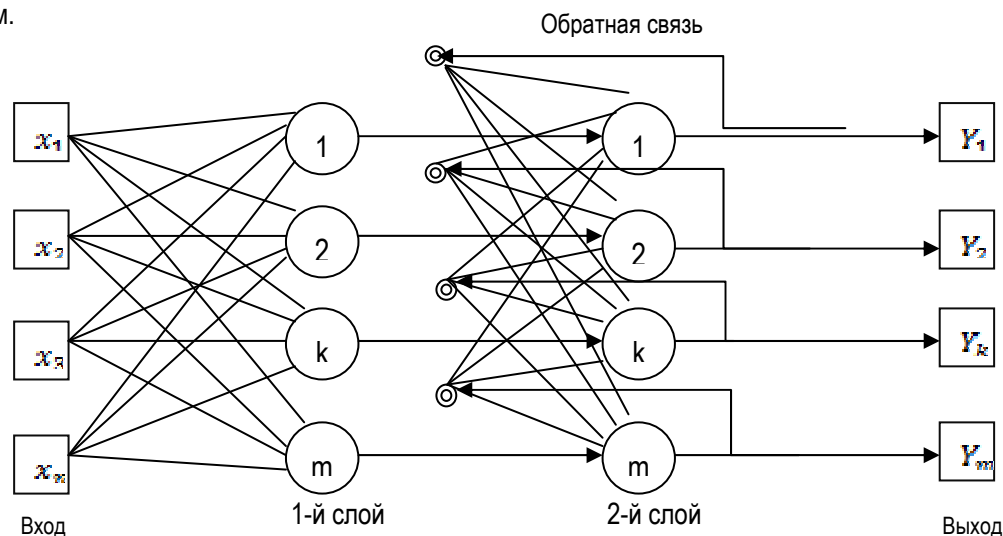 м.
Обратная связь
x₁ 1 1 Y₁
x₂ 2 2 Y₂
x₃ k k Yₖ
xₙ m m Yₘ
1-й слой 2-й слой
Вход Выход